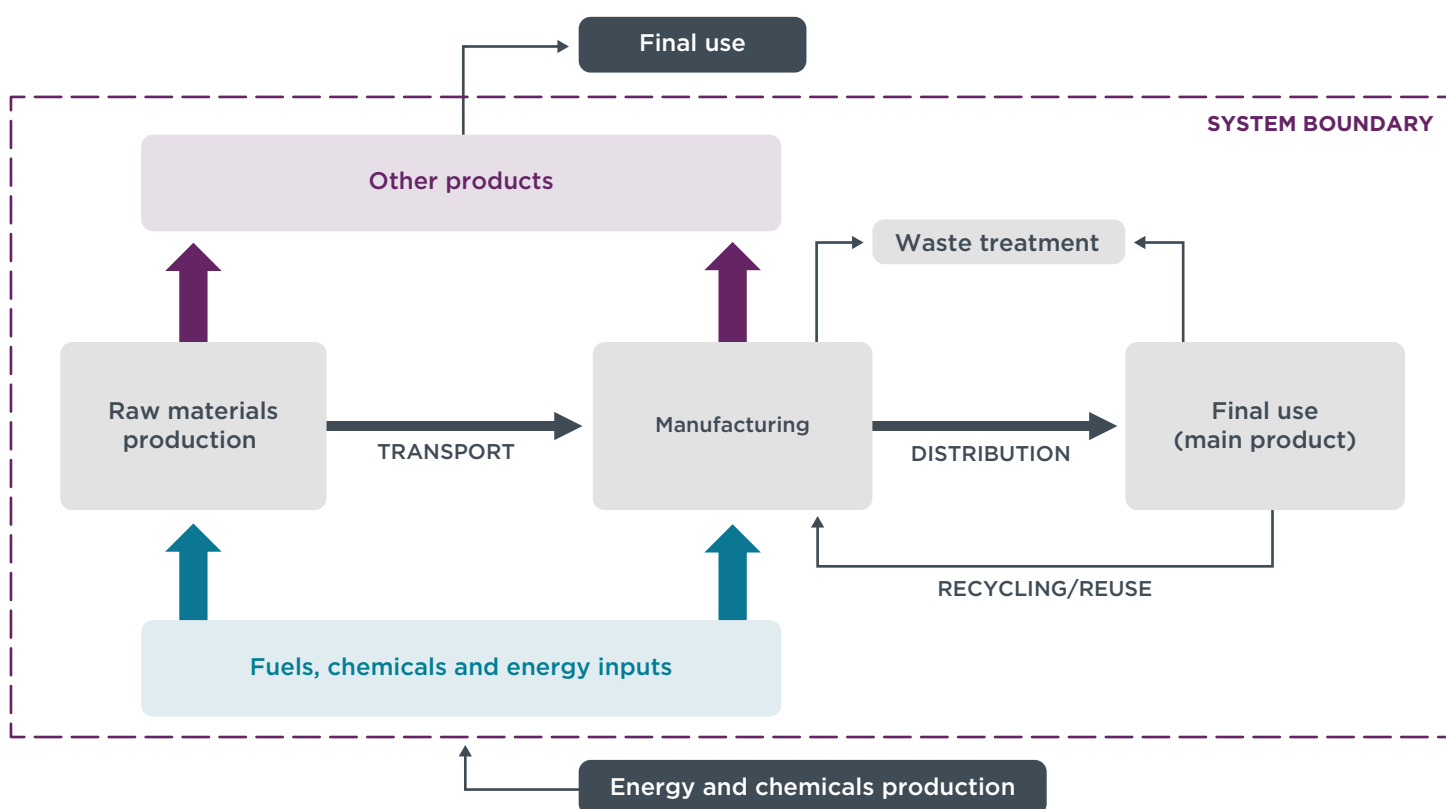 Final use
SYSTEM BOUNDARY
Other products
Waste treatment
Raw materials
production
TRANSPORT
Manufacturing
DISTRIBUTION
Final use
(main product)
RECYCLING/REUSE
Fuels, chemicals and energy inputs
Energy and chemicals production